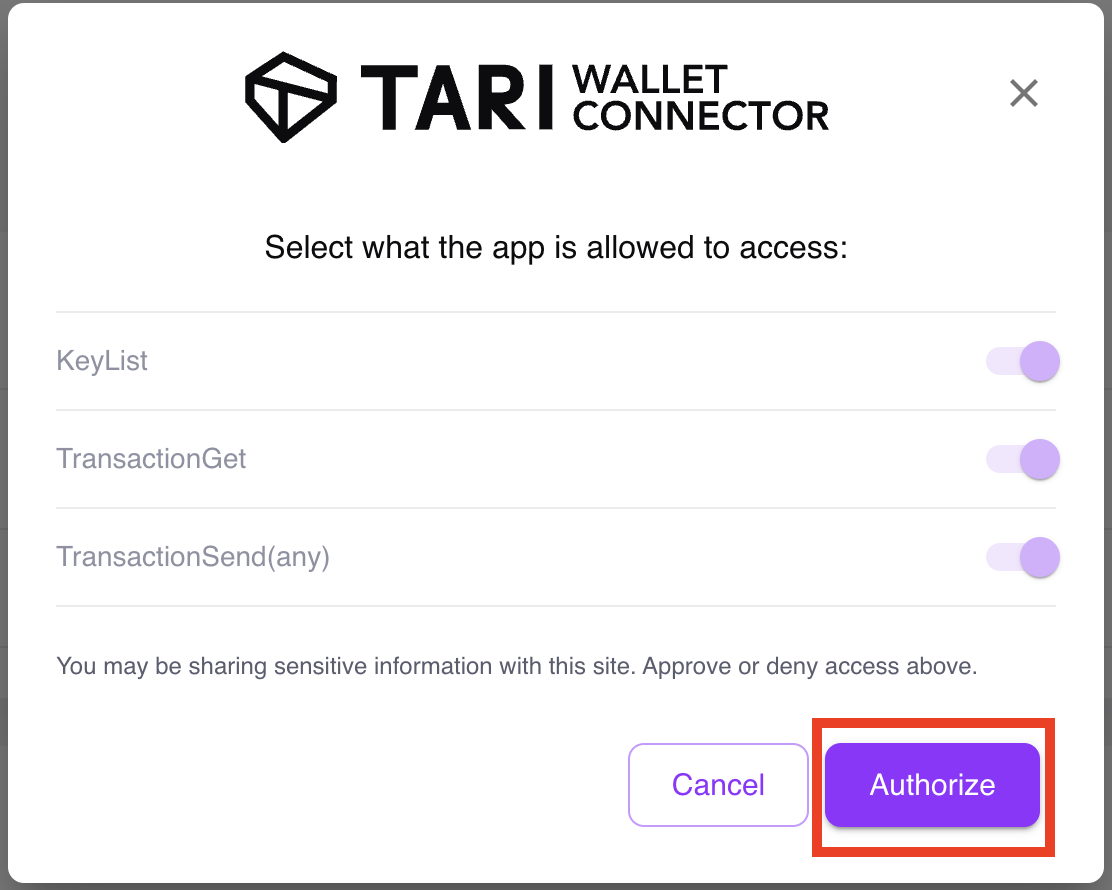 TARI WALLET
CONNECTOR
Select what the app is allowed to access:
KeyList
TransactionGet
TransactionSend(any)
You may be sharing sensitive information with this site. Approve or deny access above.
Cancel Authorize